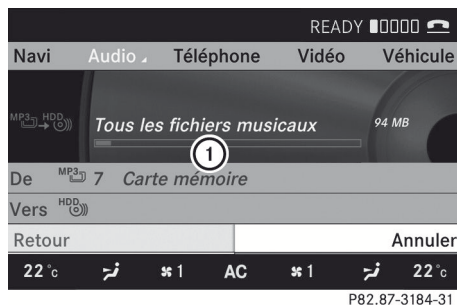 READY
Navi Audio Téléphone Vidéo Véhicule
MP3 HDD Tous les fichiers musicaux 94 MB
1
De MP3 7 Carte mémoire
Vers HDD
Retour Annuler
22 °c 1 AC 1 22 °c
P82.87-3184-31